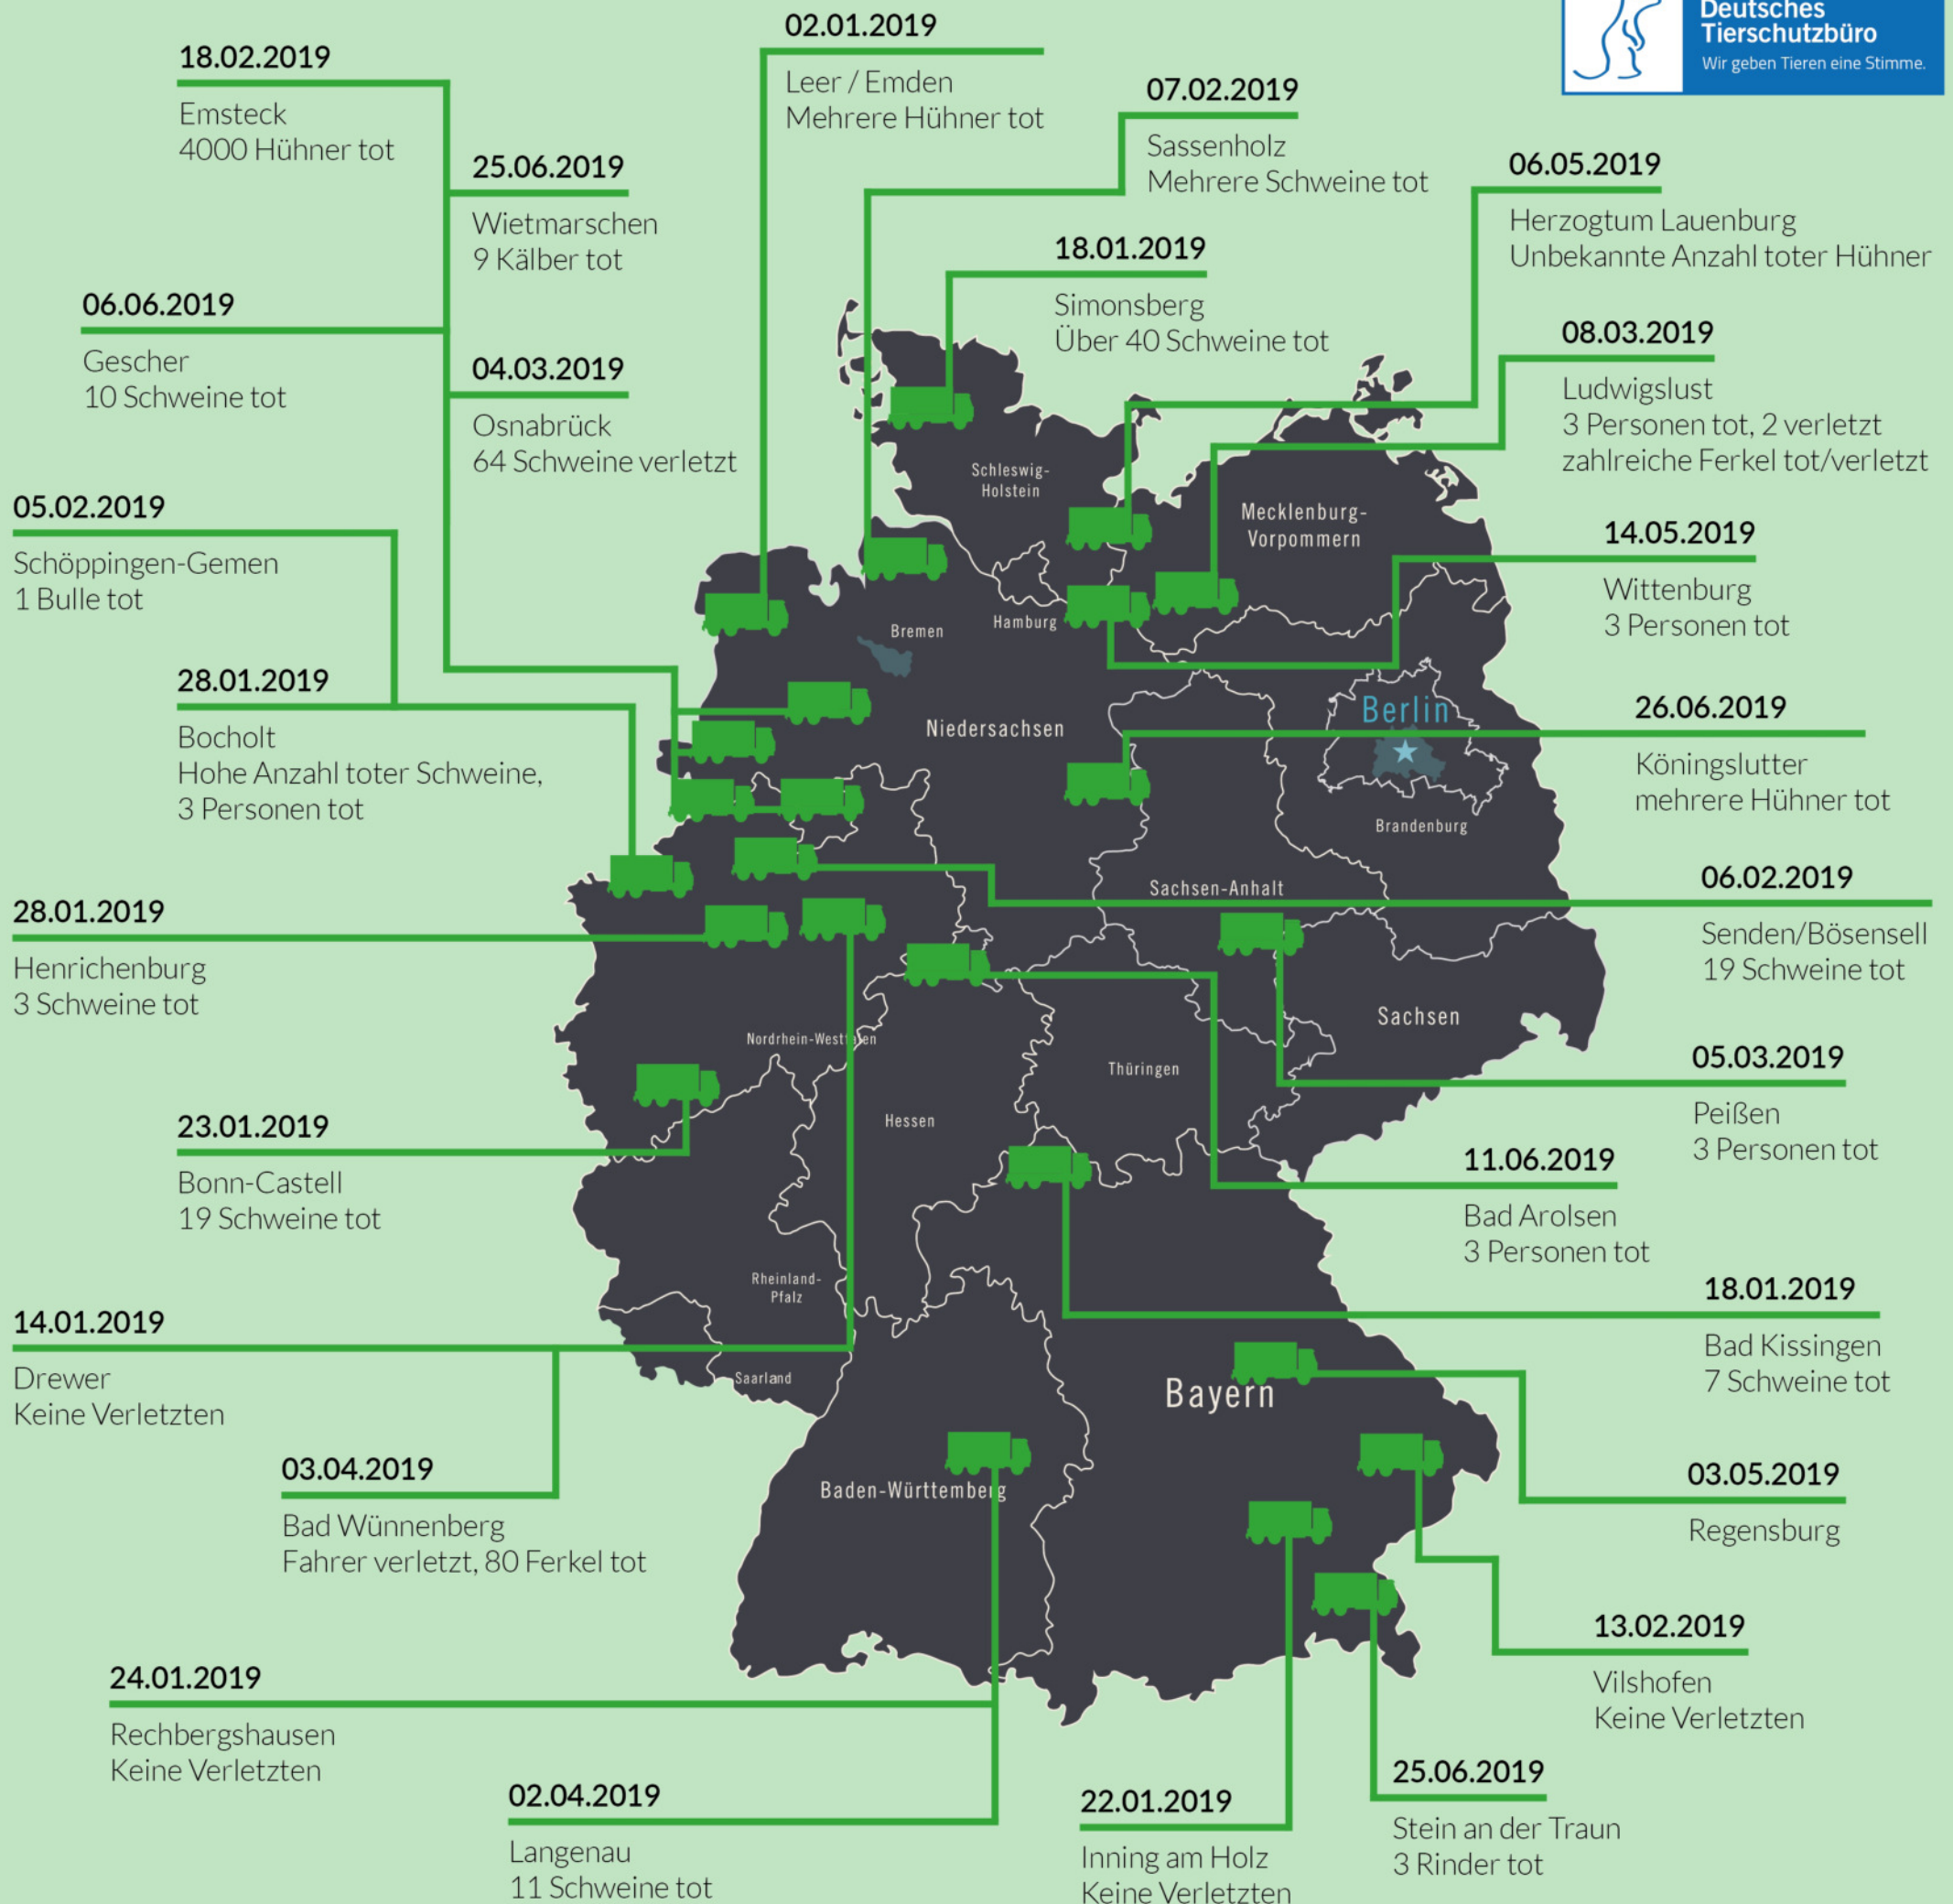 Deutsches
Tierschutzbüro
Wir geben Tieren eine Stimme.
02.01.2019
Leer / Emden
Mehrere Hühner tot
18.02.2019
Emsteck
4000 Hühner tot
07.02.2019
Sassenholz
Mehrere Schweine tot
25.06.2019
Wietmarschen
9 Kälber tot
06.05.2019
Herzogtum Lauenburg
Unbekannte Anzahl toter Hühner
18.01.2019
Simonsberg
Über 40 Schweine tot
06.06.2019
Gescher
10 Schweine tot
08.03.2019
Ludwigslust
3 Personen tot, 2 verletzt
zahlreiche Ferkel tot/verletzt
04.03.2019
Osnabrück
64 Schweine verletzt
05.02.2019
Schöppingen-Gemen
1 Bulle tot
14.05.2019
Wittenburg
3 Personen tot
28.01.2019
Bocholt
Hohe Anzahl toter Schweine,
3 Personen tot
26.06.2019
Köningslutter
mehrere Hühner tot
28.01.2019
Henrichenburg
3 Schweine tot
06.02.2019
Senden/Bösensell
19 Schweine tot
05.03.2019
Peißen
3 Personen tot
23.01.2019
Bonn-Castell
19 Schweine tot
11.06.2019
Bad Arolsen
3 Personen tot
14.01.2019
Drewer
Keine Verletzten
18.01.2019
Bad Kissingen
7 Schweine tot
03.04.2019
Bad Wünnenberg
Fahrer verletzt, 80 Ferkel tot
03.05.2019
Regensburg
13.02.2019
Vilshofen
Keine Verletzten
24.01.2019
Rechbergshausen
Keine Verletzten
02.04.2019
Langenau
11 Schweine tot
22.01.2019
Inning am Holz
Keine Verletzten
25.06.2019
Stein an der Traun
3 Rinder tot
Schleswig-
Holstein
Mecklenburg-
Vorpommern
Hamburg
Bremen
Niedersachsen
Berlin
Brandenburg
Sachsen-Anhalt
Sachsen
Nordrhein-Westfalen
Thüringen
Hessen
Rheinland-
Pfalz
Saarland
Bayern
Baden-Württemberg